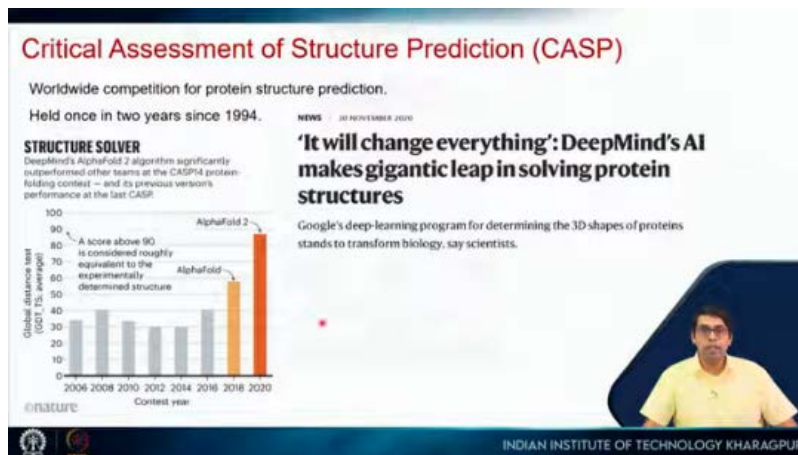 Critical Assessment of Structure Prediction (CASP)
Worldwide competition for protein structure prediction.
Held once in two years since 1994.
NEWS 30 NOVEMBER 2020
STRUCTURE SOLVER
DeepMind's AlphaFold 2 algorithm significantly
outperformed other teams at the CASP14 protein-
folding contest — and its previous version's
performance at the last CASP.
'It will change everything': DeepMind's AI
makes gigantic leap in solving protein
structures
Google's deep-learning program for determining the 3D shapes of proteins
stands to transform biology, say scientists.
Global distance test
(GDT_TS; average)
100
90
80
70
60
50
40
30
20
10
0
A score above 90
is considered roughly
equivalent to the
experimentally
determined structure
AlphaFold 2
AlphaFold
2006 2008 2010 2012 2014 2016 2018 2020
Contest year
©nature
INDIAN INSTITUTE OF TECHNOLOGY KHARAGPUR